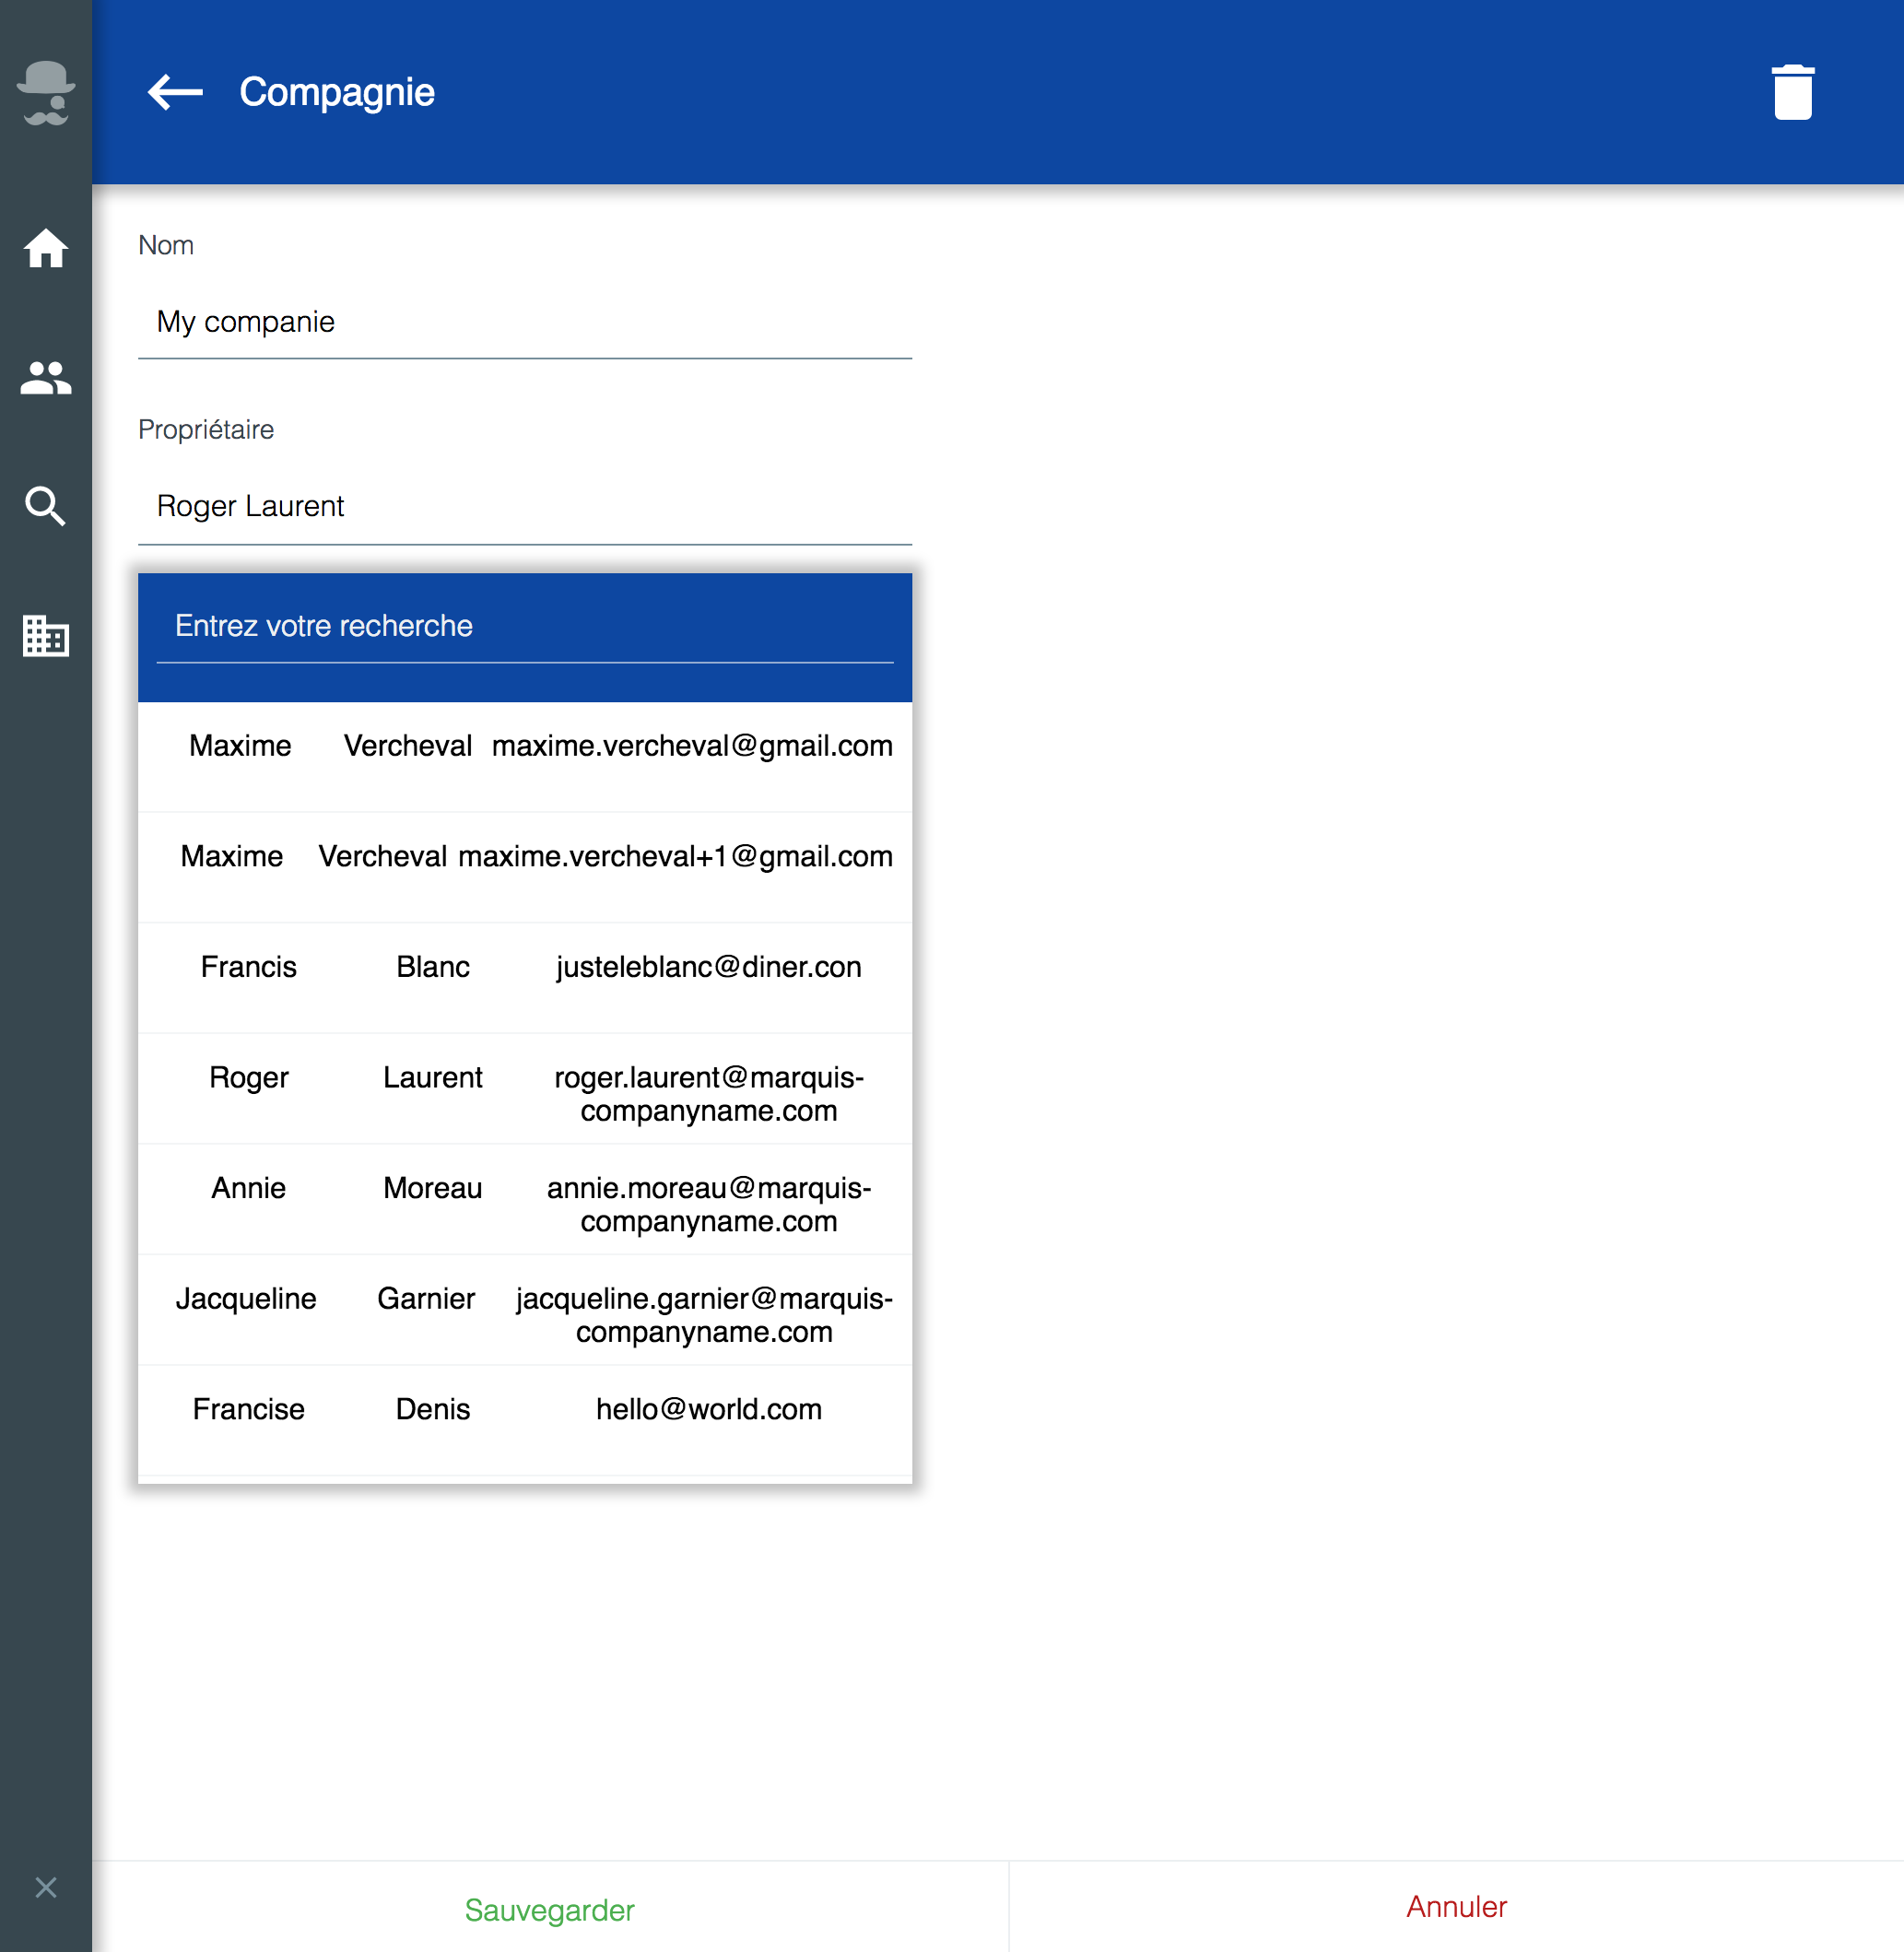 Compagnie
Nom
My companie
Propriétaire
Roger Laurent
Entrez votre recherche
Maxime Vercheval maxime.vercheval@gmail.com
Maxime Vercheval maxime.vercheval+1@gmail.com
Francis Blanc justeleblanc@diner.con
Roger Laurent roger.laurent@marquis-
companyname.com
Annie Moreau annie.moreau@marquis-
companyname.com
Jacqueline Garnier jacqueline.garnier@marquis-
companyname.com
Francise Denis hello@world.com
Sauvegarder Annuler